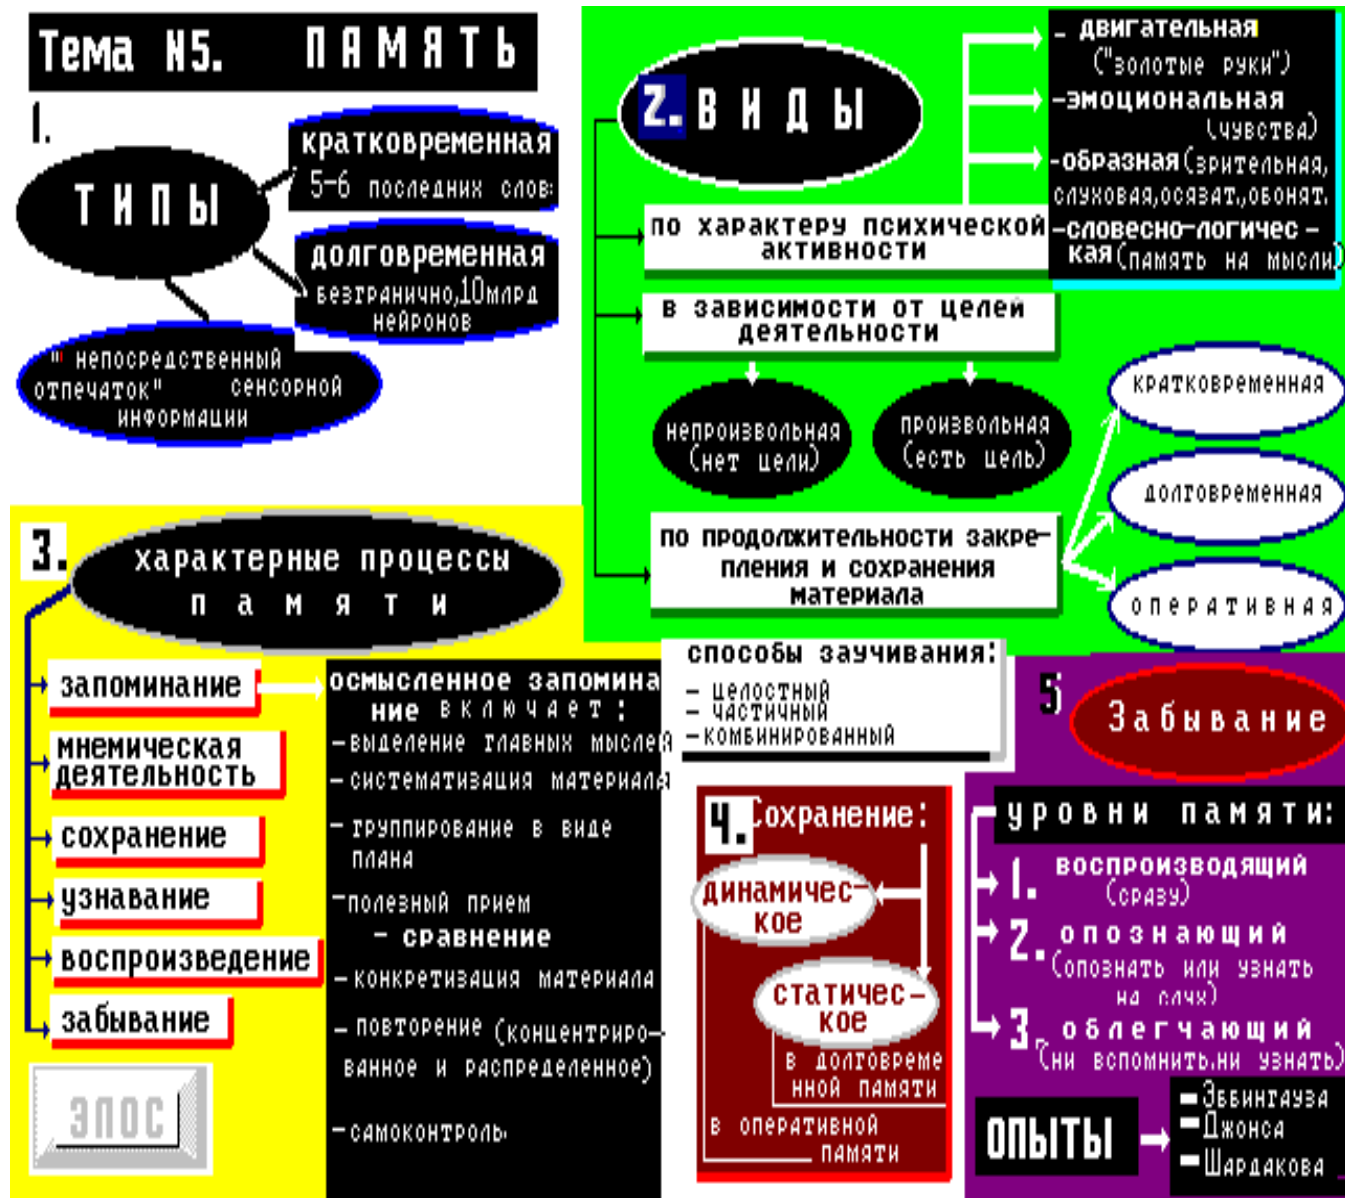 Тема N5. ПАМЯТЬ
1.
ТИПЫ
кратковременная
5-6 последних слов:
долговременная
безгранично,10млрд
нейронов
" непосредственный
отпечаток" сенсорной
информации
2. ВИДЫ
по характеру психической
активности
- двигательная
("золотые руки")
-эмоциональная
(чувства)
-образная(зрительная,
слуховая,осязат.,обонят.
-словесно-логичес-
кая(память на мысли)
в зависимости от целей
деятельности
непроизвольная
(нет цели)
произвольная
(есть цель)
по продолжительности закре-
пления и сохранения
материала
кратковременная
долговременная
оперативная
3.
характерные процессы
памяти
запоминание
мнемическая
деятельность
сохранение
узнавание
воспроизведение
забывание
ЭПОС
осмысленное запомина
ние включает:
-выделение главных мыслей
-систематизация материала
-группирование в виде
плана
-полезный прием
- сравнение
-конкретизация материала
-повторение (концентриро-
ванное и распределенное)
-самоконтроль
способы заучивания:
- целостный
- частичный
-комбинированный
4. Сохранение:
динамичес-
кое
статичес-
кое
в долговреме
нной памяти
в оперативной
памяти
5 Забывание
уровни памяти:
1. воспроизводящий
(сразу)
2. опознающий
(опознать или узнать
на слух)
3. облегчающий
(ни вспомнить,ни узнать)
ОПЫТЫ
-Эббингауза
-Джонса
-Шардакова